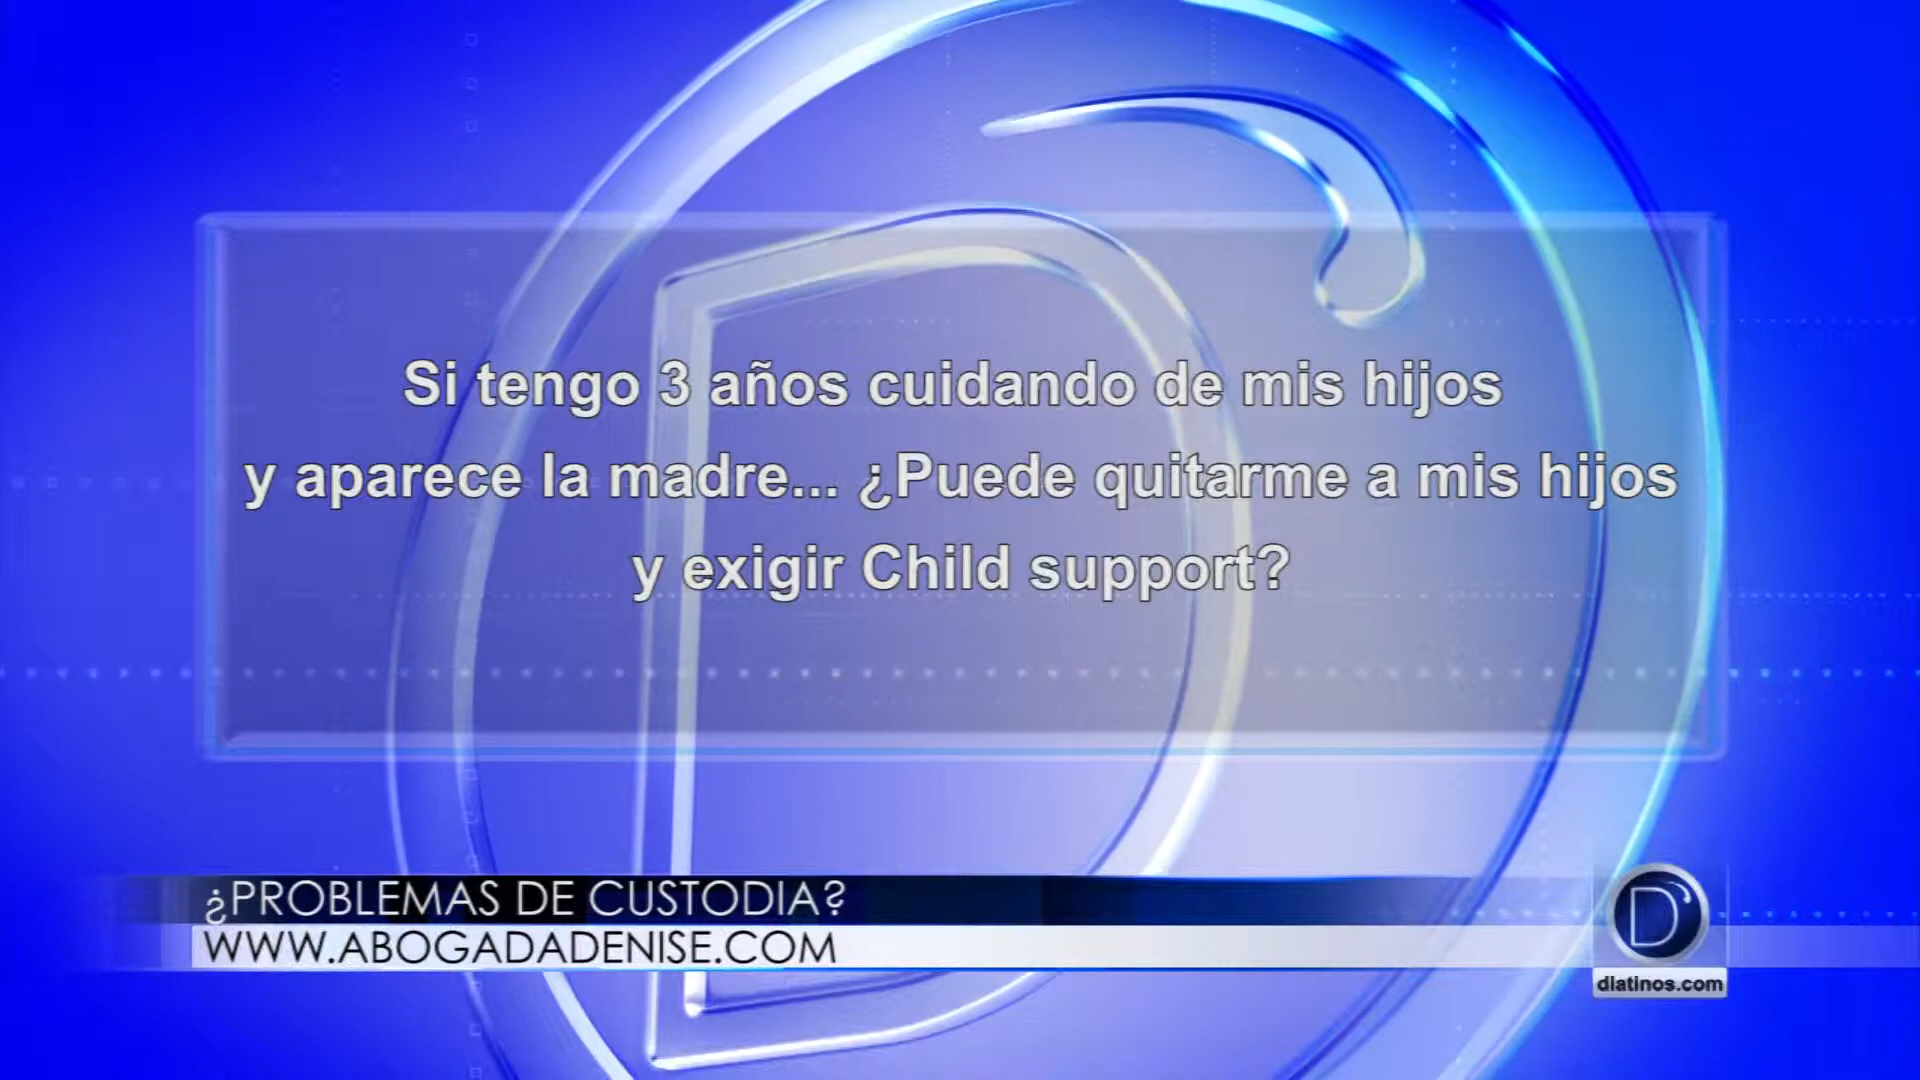 Si tengo 3 años cuidando de mis hijos
y aparece la madre... ¿Puede quitarme a mis hijos
y exigir Child support?
¿PROBLEMAS DE CUSTODIA?
WWW.ABOGADADENISE.COM
D
dlatinos.com